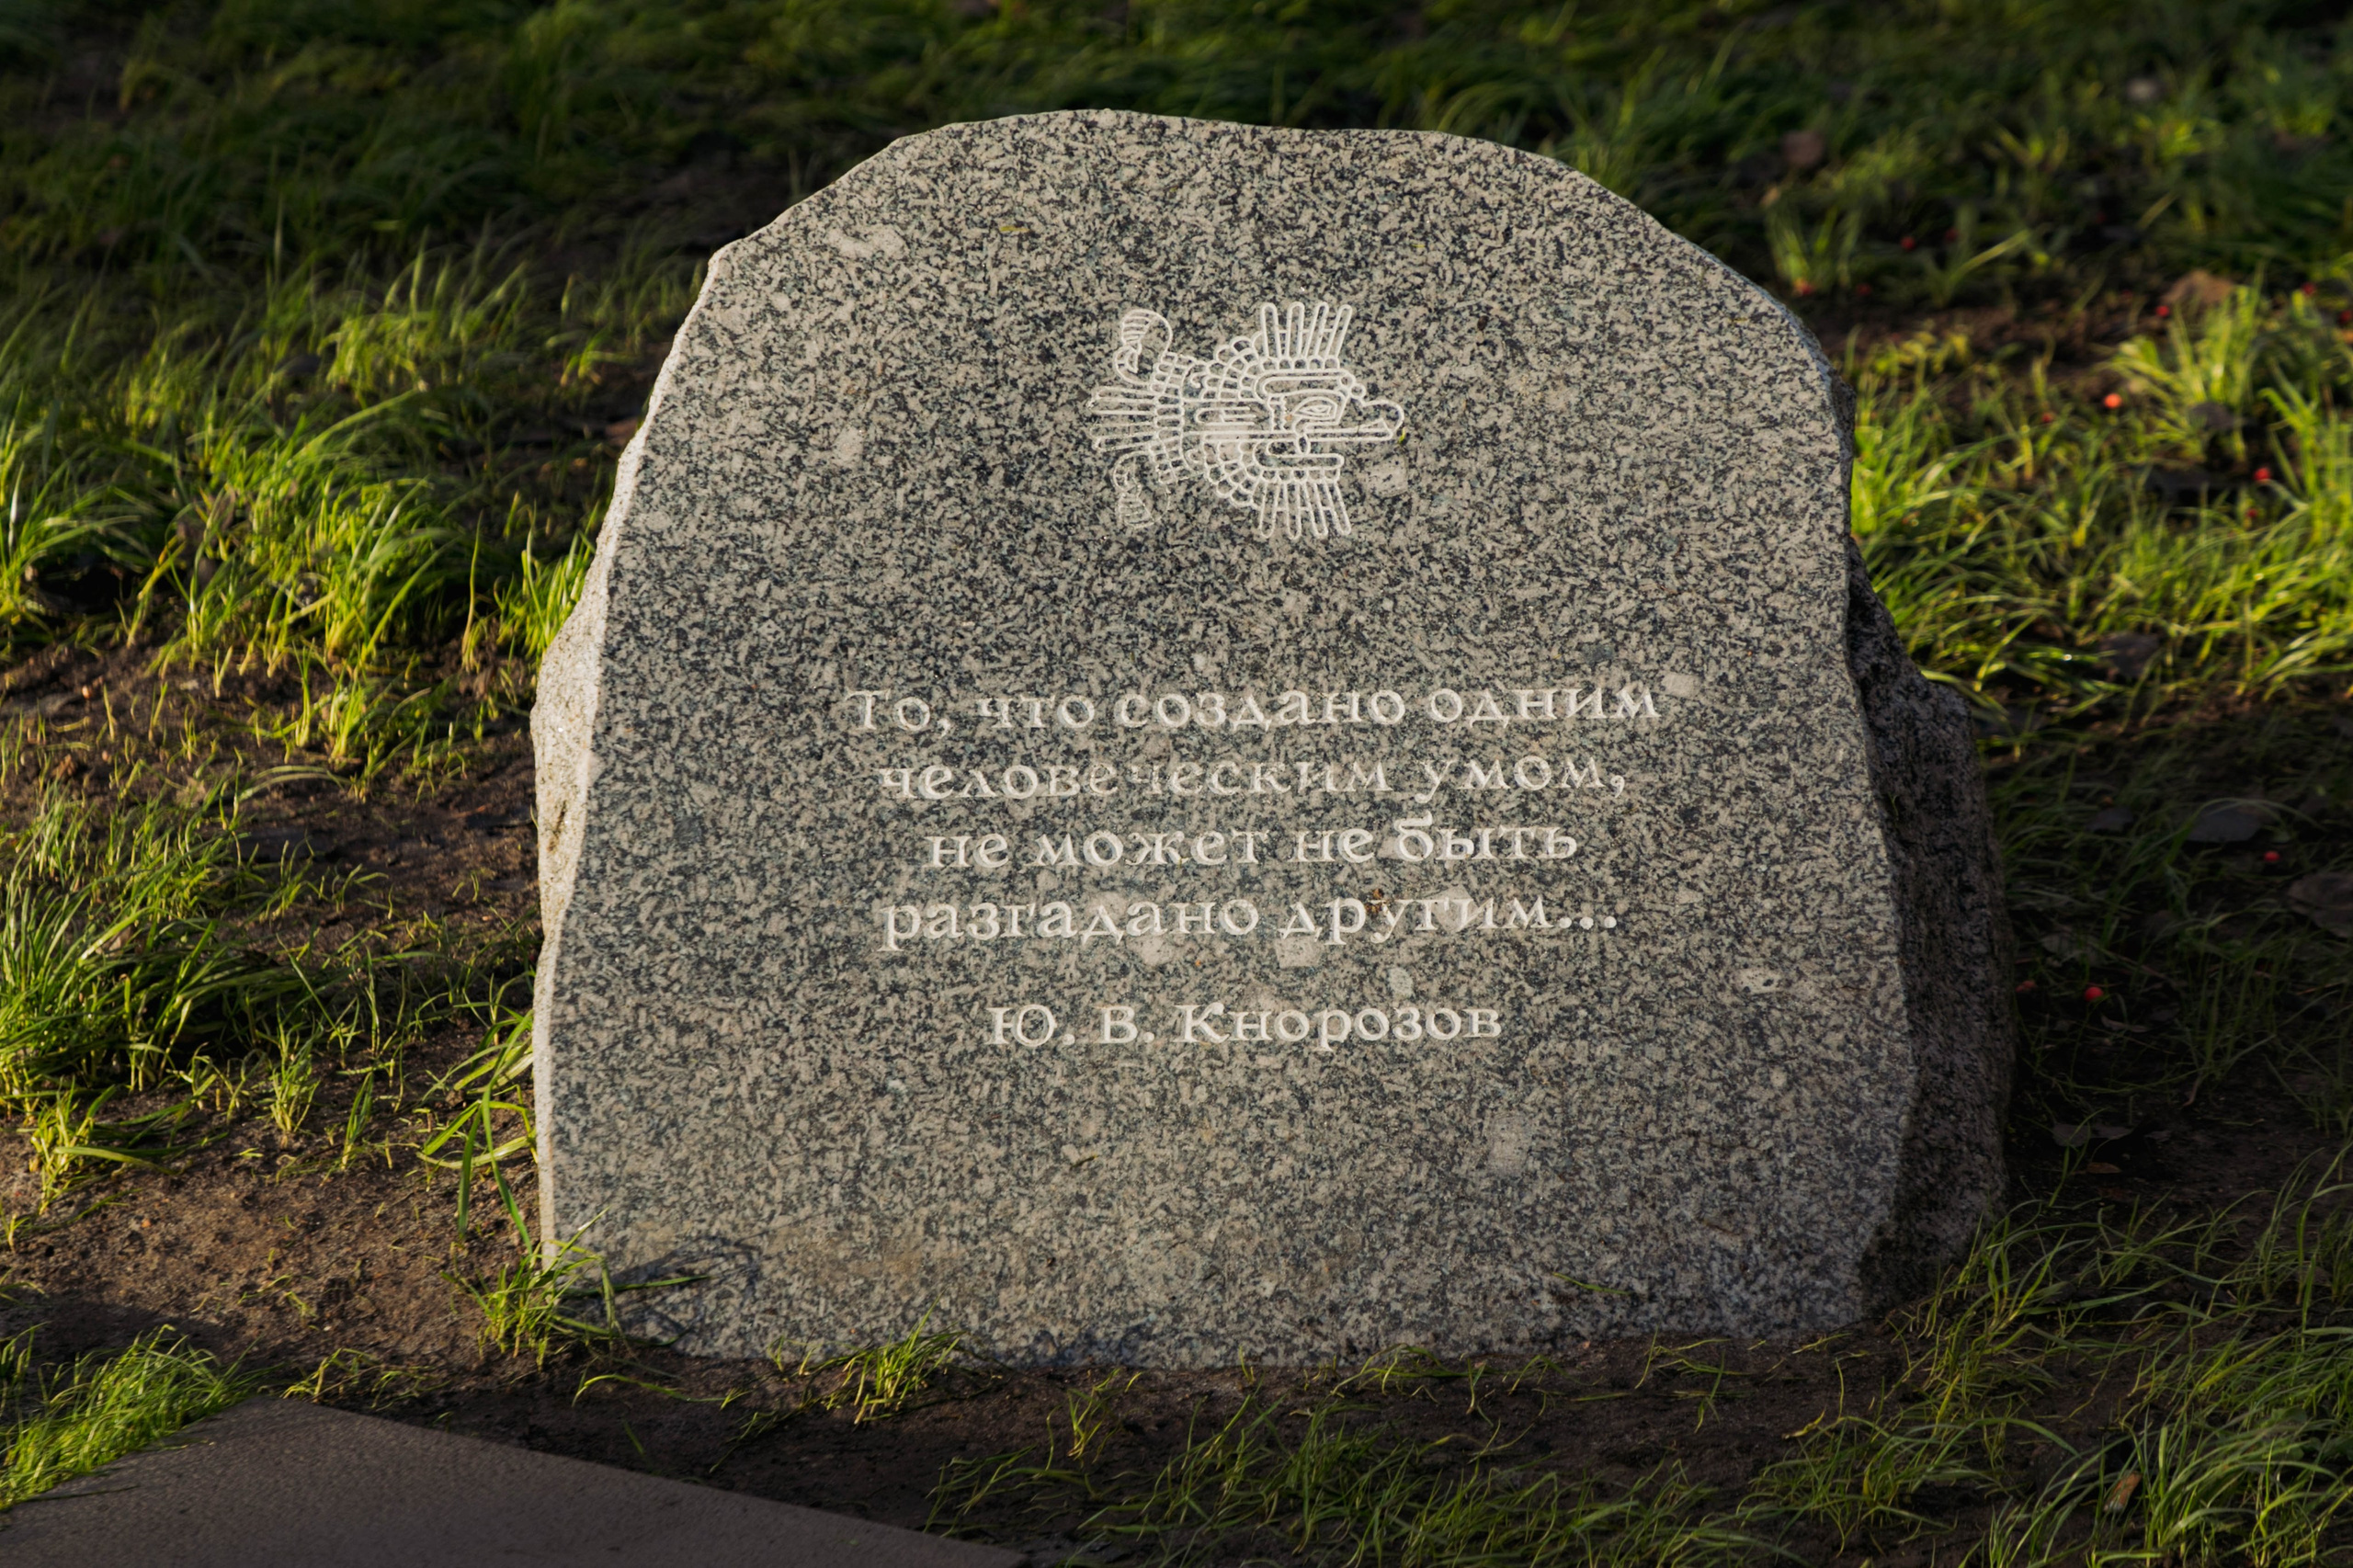 То, что создано одним
человеческим умом,
не может не быть
разгадано другим...
Ю. В. Кнорозов